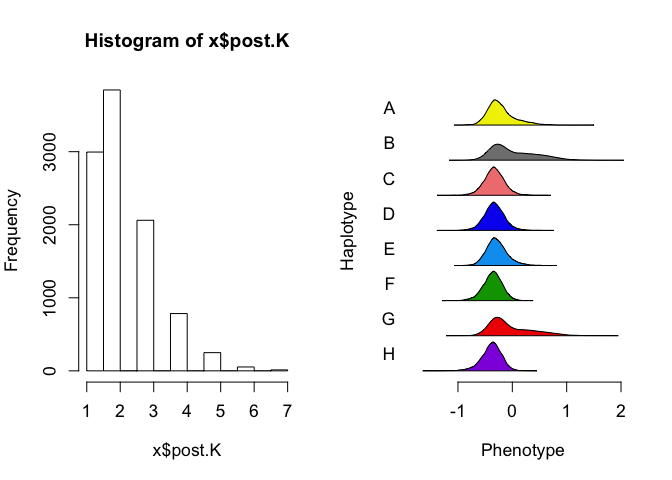 Histogram of x$post.K
Frequency
0
1000
2000
3000
1 2 3 4 5 6 7
x$post.K
Haplotype
A
B
C
D
E
F
G
H
-1 0 1 2
Phenotype